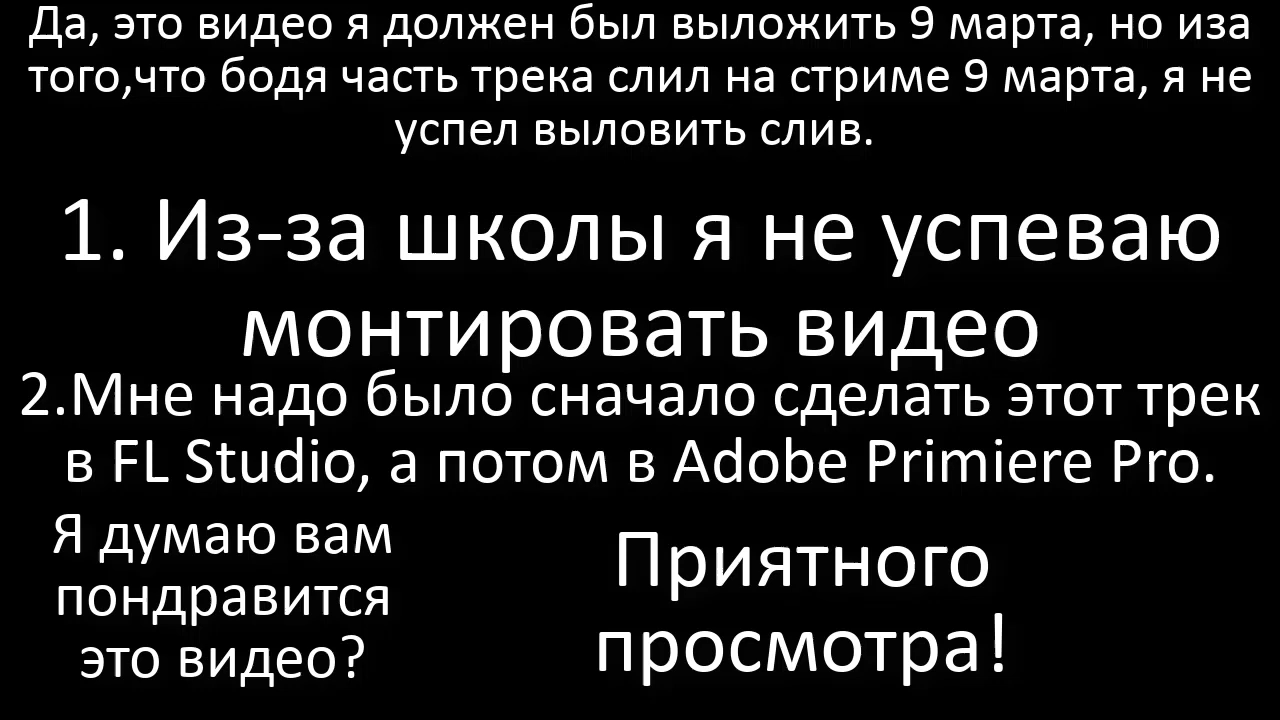 Да, это видео я должен был выложить 9 марта, но иза
того,что бодя часть трека слил на стриме 9 марта, я не
успел выловить слив.
1. Из-за школы я не успеваю
монтировать видео
2.Мне надо было сначало сделать этот трек
в FL Studio, а потом в Adobe Primiere Pro.
Я думаю вам
пондравится
это видео?
Приятного
просмотра!